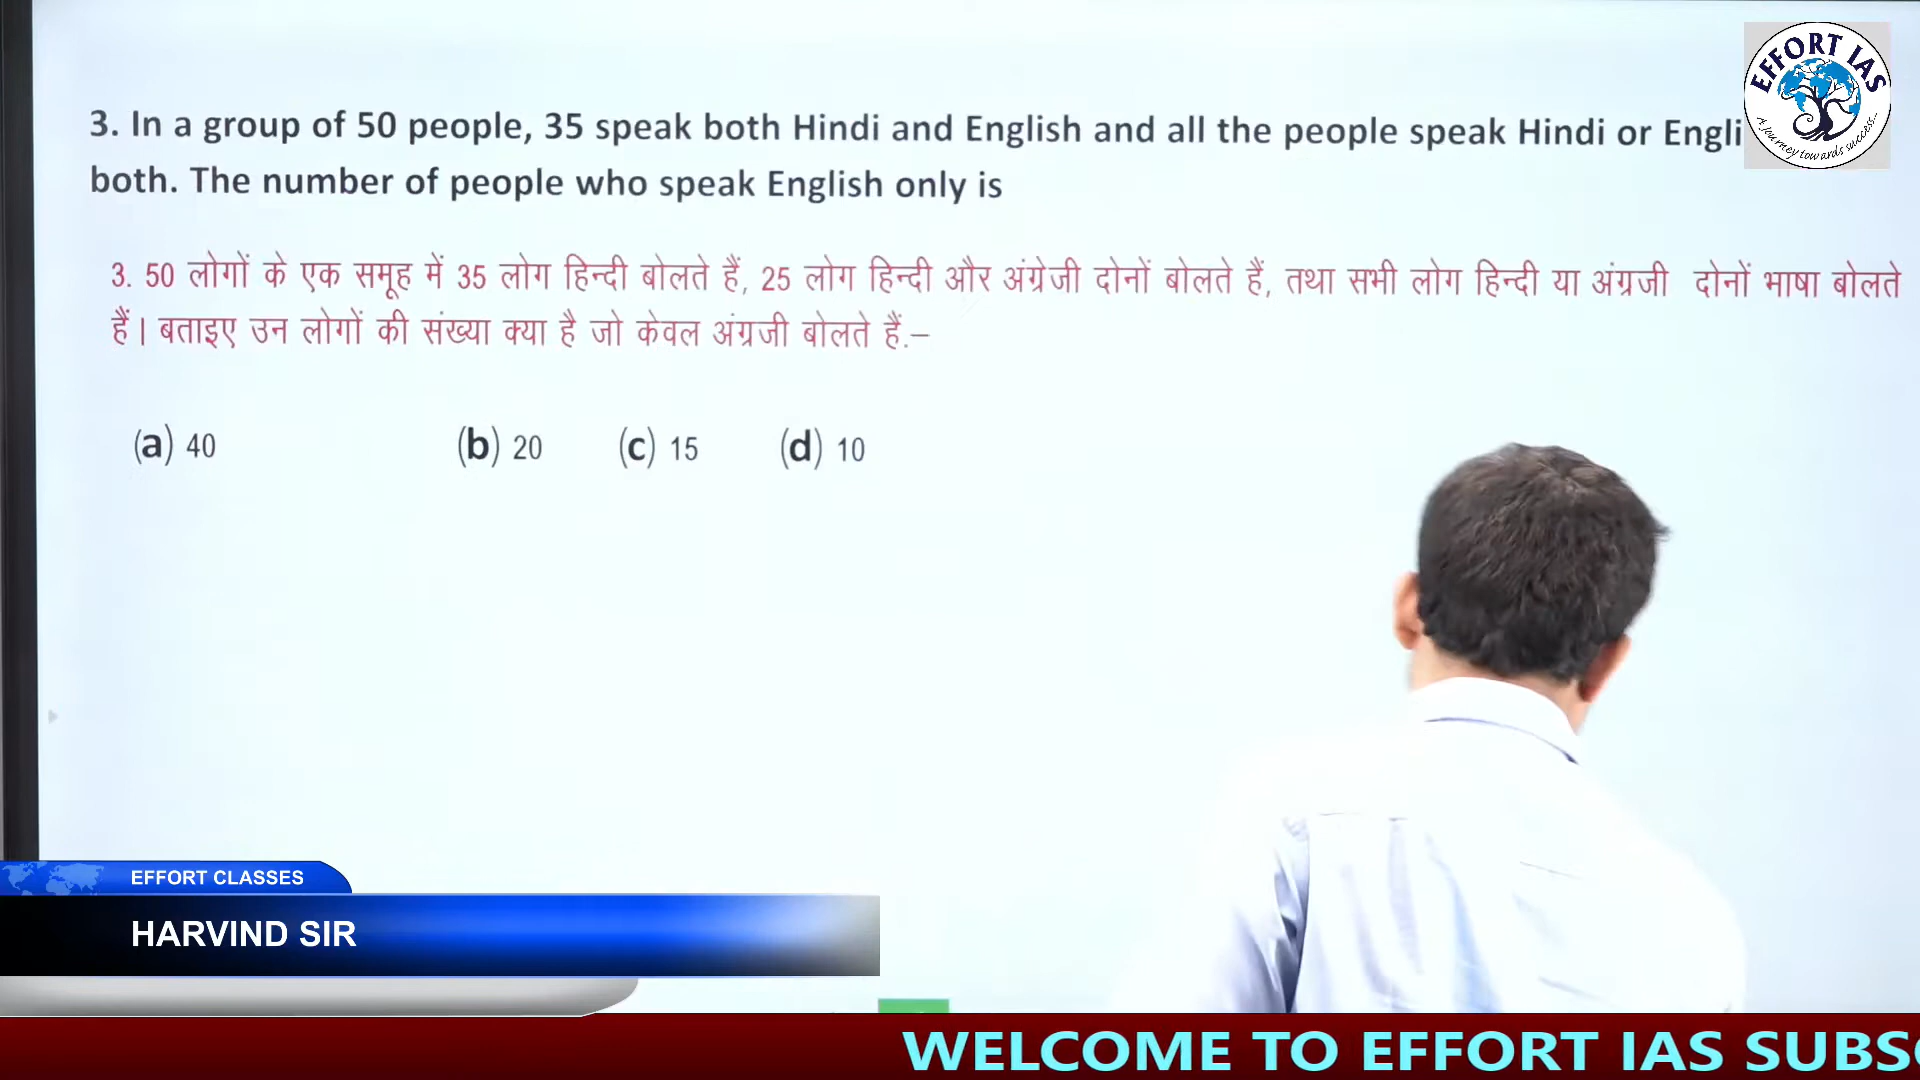 EFFORT IAS
A Journey towards success...
3. In a group of 50 people, 35 speak both Hindi and English and all the people speak Hindi or Engli
both. The number of people who speak English only is
3. 50 लोगों के एक समूह में 35 लोग हिन्दी बोलते हैं, 25 लोग हिन्दी और अंग्रेजी दोनों बोलते हैं, तथा सभी लोग हिन्दी या अंग्रजी दोनों भाषा बोलते
हैं। बताइए उन लोगों की संख्या क्या है जो केवल अंग्रजी बोलते हैं.–
(a) 40 (b) 20 (c) 15 (d) 10
EFFORT CLASSES
HARVIND SIR
WELCOME TO EFFORT IAS SUBS